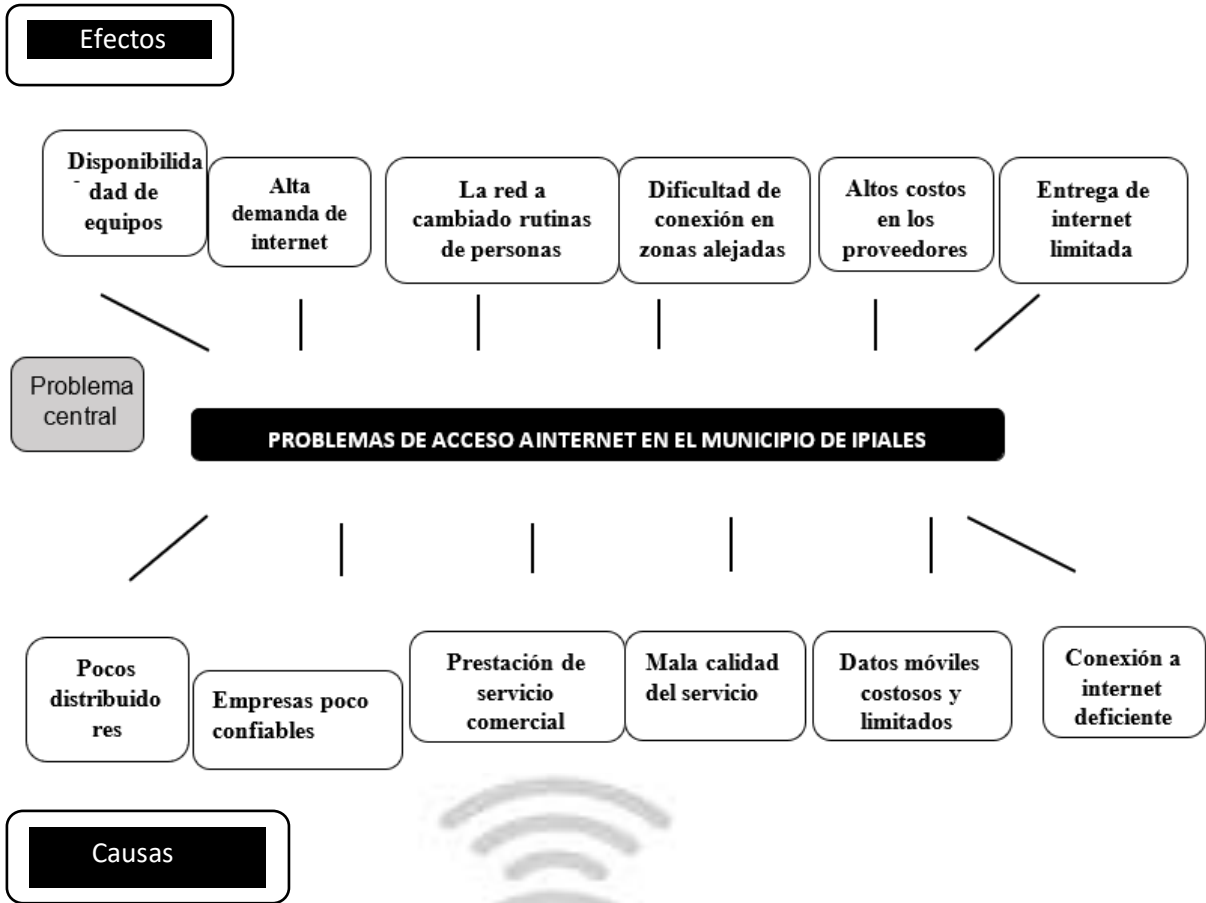 Efectos
Disponibilida
dad de
equipos
Alta
demanda de
internet
La red a
cambiado rutinas
de personas
Dificultad de
conexión en
zonas alejadas
Altos costos
en los
proveedores
Entrega de
internet
limitada
Problema
central
PROBLEMAS DE ACCESO A INTERNET EN EL MUNICIPIO DE IPIALES
Pocos
distribuido
res
Empresas poco
confiables
Prestación de
servicio
comercial
Mala calidad
del servicio
Datos móviles
costosos y
limitados
Conexión a
internet
deficiente
Causas